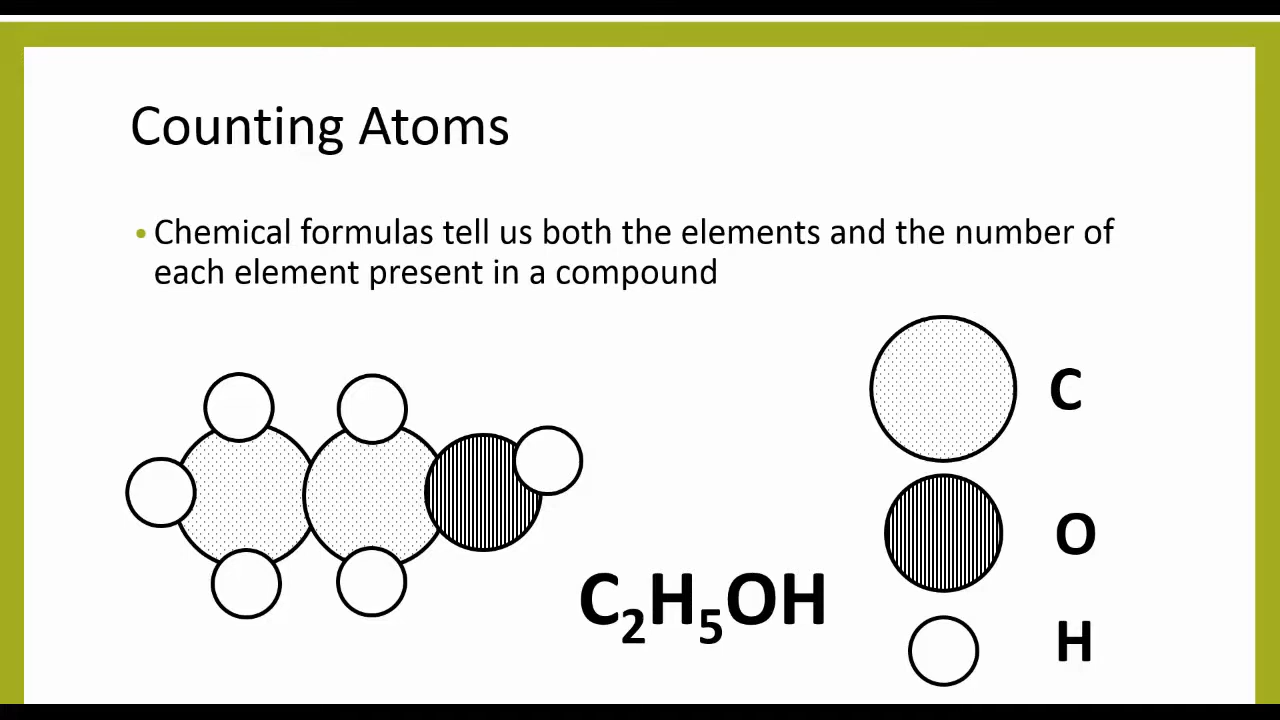 Counting Atoms
• Chemical formulas tell us both the elements and the number of
each element present in a compound
C
O
C₂H₅OH
H